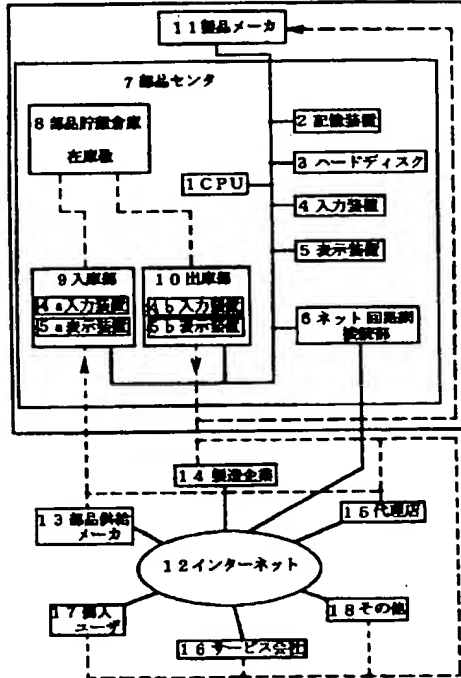 11製品メーカ
7部品センタ
8部品貯蔵倉庫
在庫数
2記憶装置
3ハードディスク
1CPU
4入力装置
5表示装置
9入庫部
4a入力装置
5a表示装置
10出庫部
4b入力装置
5b表示装置
6ネット回路網
接続部
14製造企業
13部品供給
メーカ
15代理店
12インターネット
17個人
ユーザ
18その他
16サービス会社